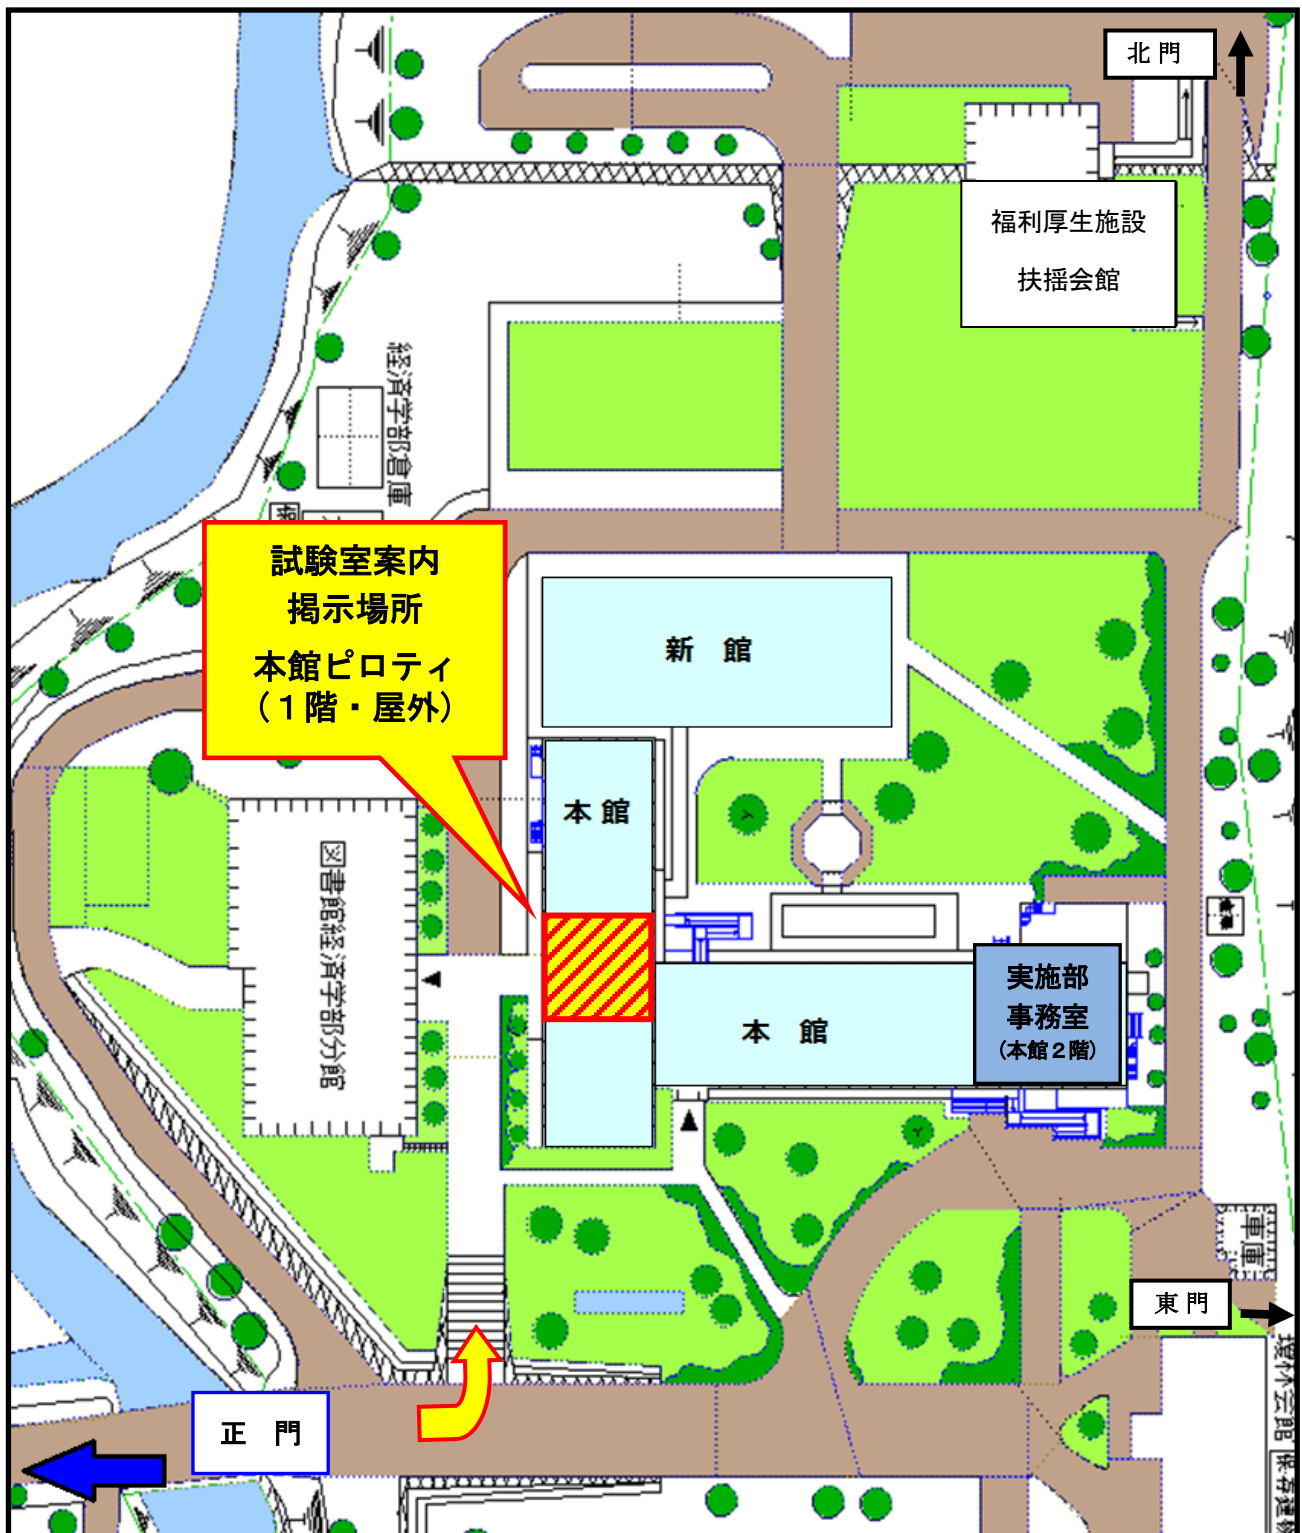 北門
福利厚生施設
扶揺会館
経済学部倉庫
試験室案内
掲示場所
本館ピロティ
（１階・屋外）
新　館
本館
図書館経済学部分館
実施部
事務室
（本館２階）
本　館
車庫
東門
正　門